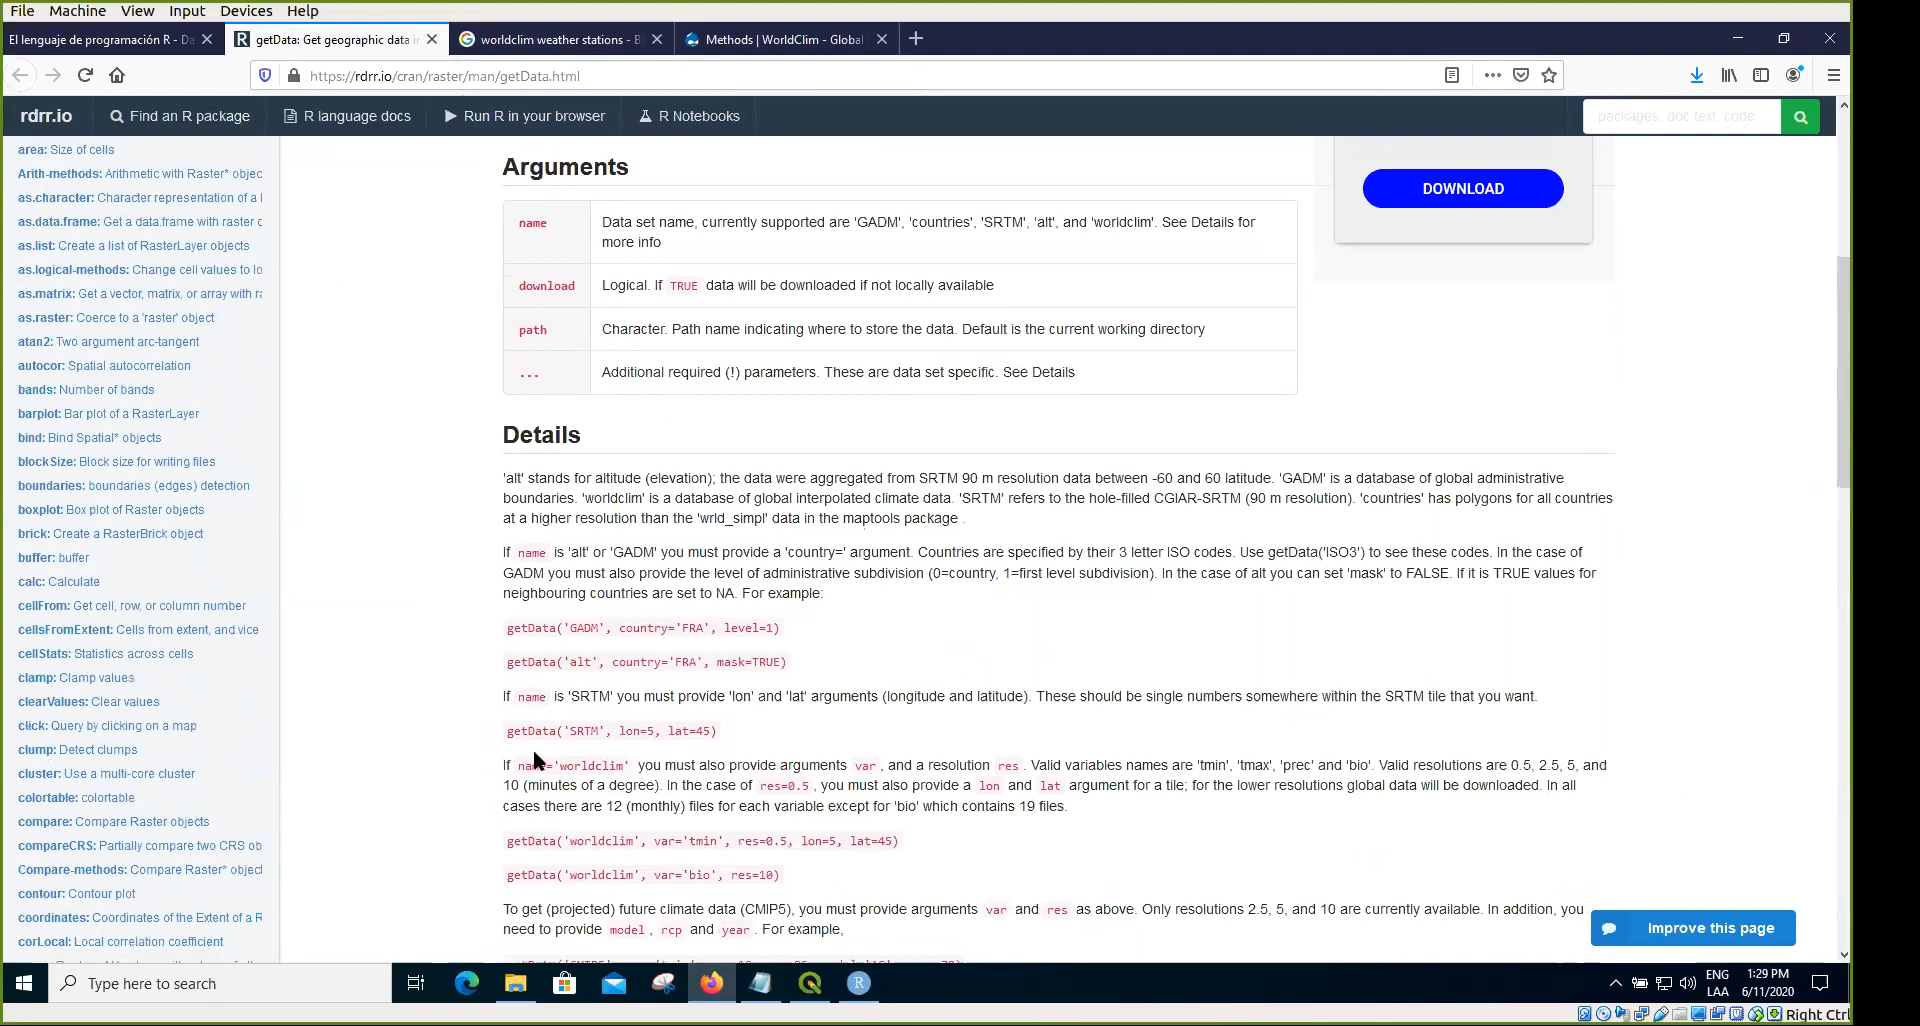 File Machine View Input Devices Help
El lenguaje de programación R - Da
getData: Get geographic data in
worldclim weather stations - B
Methods | WorldClim - Global
https://rdrr.io/cran/raster/man/getData.html
rdrr.io Find an R package R language docs Run R in your browser R Notebooks packages, doc text, code
area: Size of cells
Arith-methods: Arithmetic with Raster* objec
as.character: Character representation of a
as.data.frame: Get a data.frame with raster c
as.list: Create a list of RasterLayer objects
as.logical-methods: Change cell values to lo
as.matrix: Get a vector, matrix, or array with ra
as.raster: Coerce to a 'raster' object
atan2: Two argument arc-tangent
autocor: Spatial autocorrelation
bands: Number of bands
barplot: Bar plot of a RasterLayer
bind: Bind Spatial* objects
blockSize: Block size for writing files
boundaries: boundaries (edges) detection
boxplot: Box plot of Raster objects
brick: Create a RasterBrick object
buffer: buffer
calc: Calculate
cellFrom: Get cell, row, or column number
cellsFromExtent: Cells from extent, and vice
cellStats: Statistics across cells
clamp: Clamp values
clearValues: Clear values
click: Query by clicking on a map
clump: Detect clumps
cluster: Use a multi-core cluster
colortable: colortable
compare: Compare Raster objects
compareCRS: Partially compare two CRS ob
Compare-methods: Compare Raster* object
contour: Contour plot
coordinates: Coordinates of the Extent of a R
corLocal: Local correlation coefficient
Arguments
name Data set name, currently supported are 'GADM', 'countries', 'SRTM', 'alt', and 'worldclim'. See Details for
more info
download Logical. If TRUE data will be downloaded if not locally available
path Character. Path name indicating where to store the data. Default is the current working directory
... Additional required (!) parameters. These are data set specific. See Details
DOWNLOAD
Details
'alt' stands for altitude (elevation); the data were aggregated from SRTM 90 m resolution data between -60 and 60 latitude. 'GADM' is a database of global administrative
boundaries. 'worldclim' is a database of global interpolated climate data. 'SRTM' refers to the hole-filled CGIAR-SRTM (90 m resolution). 'countries' has polygons for all countries
at a higher resolution than the 'wrld_simpl' data in the maptools package .
If name is 'alt' or 'GADM' you must provide a 'country=' argument. Countries are specified by their 3 letter ISO codes. Use getData('ISO3') to see these codes. In the case of
GADM you must also provide the level of administrative subdivision (0=country, 1=first level subdivision). In the case of alt you can set 'mask' to FALSE. If it is TRUE values for
neighbouring countries are set to NA. For example:
getData('GADM', country='FRA', level=1)
getData('alt', country='FRA', mask=TRUE)
If name is 'SRTM' you must provide 'lon' and 'lat' arguments (longitude and latitude). These should be single numbers somewhere within the SRTM tile that you want.
getData('SRTM', lon=5, lat=45)
If name='worldclim' you must also provide arguments var , and a resolution res . Valid variables names are 'tmin', 'tmax', 'prec' and 'bio'. Valid resolutions are 0.5, 2.5, 5, and
10 (minutes of a degree). In the case of res=0.5 , you must also provide a lon and lat argument for a tile; for the lower resolutions global data will be downloaded. In all
cases there are 12 (monthly) files for each variable except for 'bio' which contains 19 files.
getData('worldclim', var='tmin', res=0.5, lon=5, lat=45)
getData('worldclim', var='bio', res=10)
To get (projected) future climate data (CMIP5), you must provide arguments var and res as above. Only resolutions 2.5, 5, and 10 are currently available. In addition, you
need to provide model , rcp and year . For example,
Improve this page
Type here to search
ENG
LAA
1:29 PM
6/11/2020
Right Ctrl